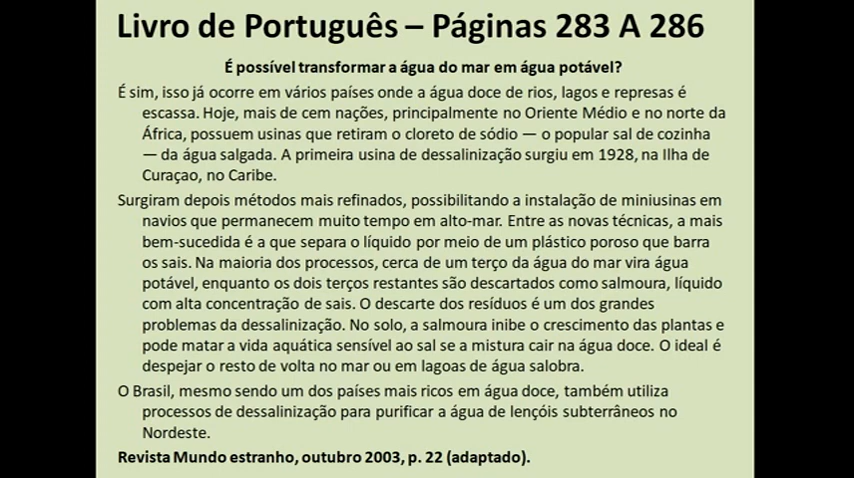 Livro de Português – Páginas 283 A 286
É possível transformar a água do mar em água potável?
É sim, isso já ocorre em vários países onde a água doce de rios, lagos e represas é
escassa. Hoje, mais de cem nações, principalmente no Oriente Médio e no norte da
África, possuem usinas que retiram o cloreto de sódio — o popular sal de cozinha
— da água salgada. A primeira usina de dessalinização surgiu em 1928, na Ilha de
Curaçao, no Caribe.
Surgiram depois métodos mais refinados, possibilitando a instalação de miniusinas em
navios que permanecem muito tempo em alto-mar. Entre as novas técnicas, a mais
bem-sucedida é a que separa o líquido por meio de um plástico poroso que barra
os sais. Na maioria dos processos, cerca de um terço da água do mar vira água
potável, enquanto os dois terços restantes são descartados como salmoura, líquido
com alta concentração de sais. O descarte dos resíduos é um dos grandes
problemas da dessalinização. No solo, a salmoura inibe o crescimento das plantas e
pode matar a vida aquática sensível ao sal se a mistura cair na água doce. O ideal é
despejar o resto de volta no mar ou em lagoas de água salobra.
O Brasil, mesmo sendo um dos países mais ricos em água doce, também utiliza
processos de dessalinização para purificar a água de lençóis subterrâneos no
Nordeste.
Revista Mundo estranho, outubro 2003, p. 22 (adaptado).